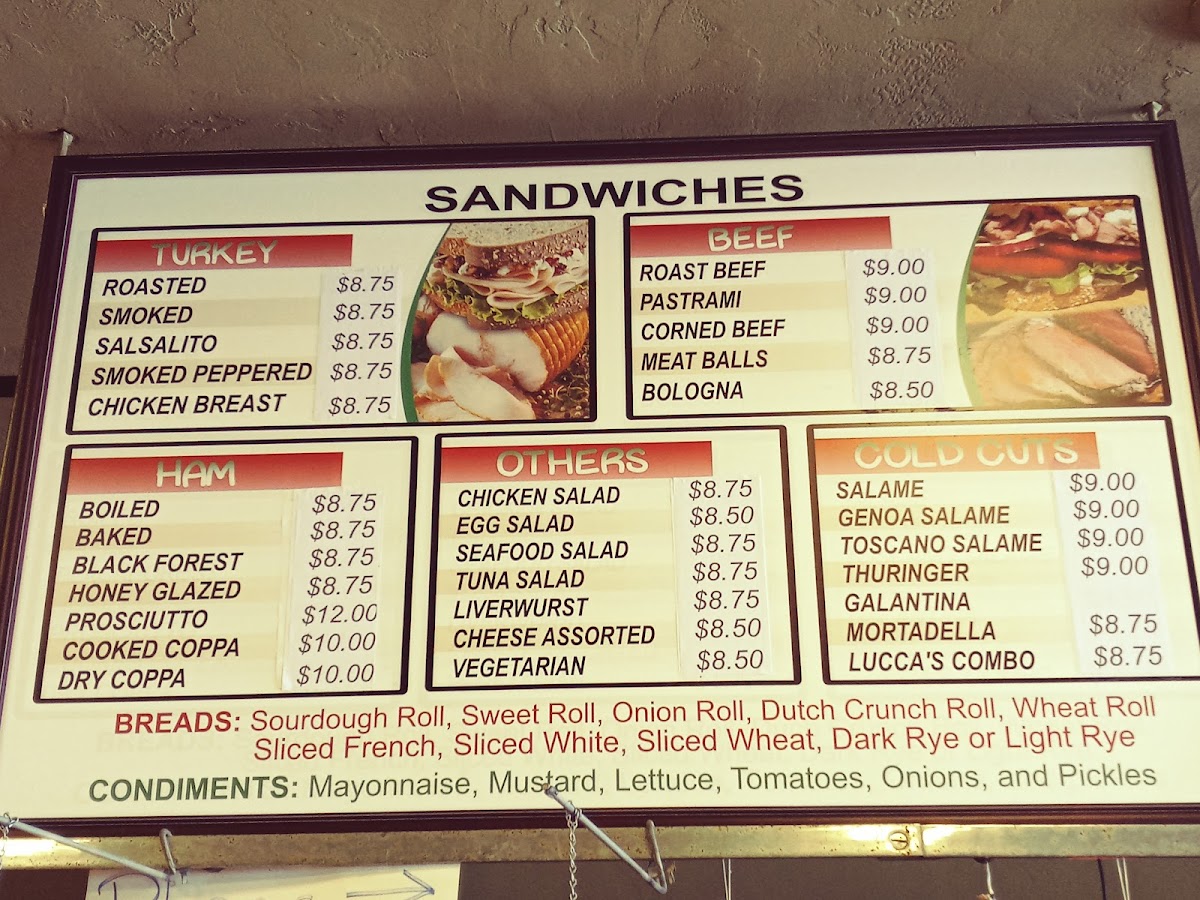 SANDWICHES
TURKEY
ROASTED $8.75
SMOKED $8.75
SALSALITO $8.75
SMOKED PEPPERED $8.75
CHICKEN BREAST $8.75
BEEF
ROAST BEEF $9.00
PASTRAMI $9.00
CORNED BEEF $9.00
MEAT BALLS $8.75
BOLOGNA $8.50
HAM
BOILED $8.75
BAKED $8.75
BLACK FOREST $8.75
HONEY GLAZED $8.75
PROSCIUTTO $12.00
COOKED COPPA $10.00
DRY COPPA $10.00
OTHERS
CHICKEN SALAD $8.75
EGG SALAD $8.50
SEAFOOD SALAD $8.75
TUNA SALAD $8.75
LIVERWURST $8.75
CHEESE ASSORTED $8.50
VEGETARIAN $8.50
COLD CUTS
SALAME $9.00
GENOA SALAME $9.00
TOSCANO SALAME $9.00
THURINGER $9.00
GALANTINA
MORTADELLA $8.75
LUCCA'S COMBO $8.75
BREADS: Sourdough Roll, Sweet Roll, Onion Roll, Dutch Crunch Roll, Wheat Roll
Sliced French, Sliced White, Sliced Wheat, Dark Rye or Light Rye
CONDIMENTS: Mayonnaise, Mustard, Lettuce, Tomatoes, Onions, and Pickles